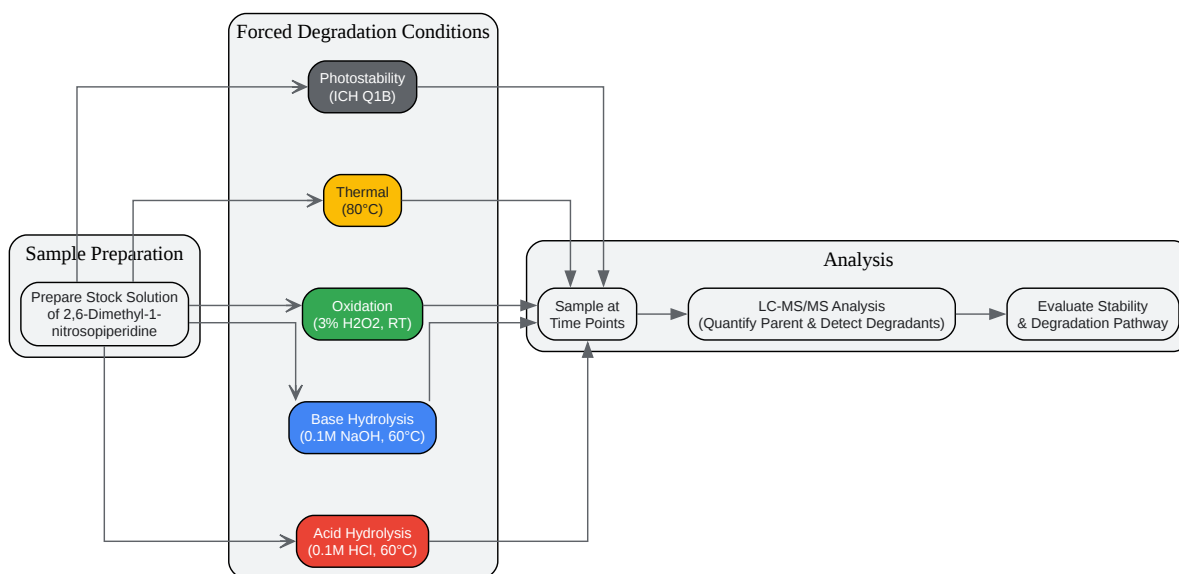 Forced Degradation Conditions
Photostability
(ICH Q1B)
Thermal
(80°C)
Sample Preparation
Prepare Stock Solution
of 2,6-Dimethyl-1-
nitrosopiperidine
Oxidation
(3% H2O2, RT)
Base Hydrolysis
(0.1M NaOH, 60°C)
Acid Hydrolysis
(0.1M HCl, 60°C)
Analysis
Sample at
Time Points
LC-MS/MS Analysis
(Quantify Parent & Detect Degradants)
Evaluate Stability
& Degradation Pathway